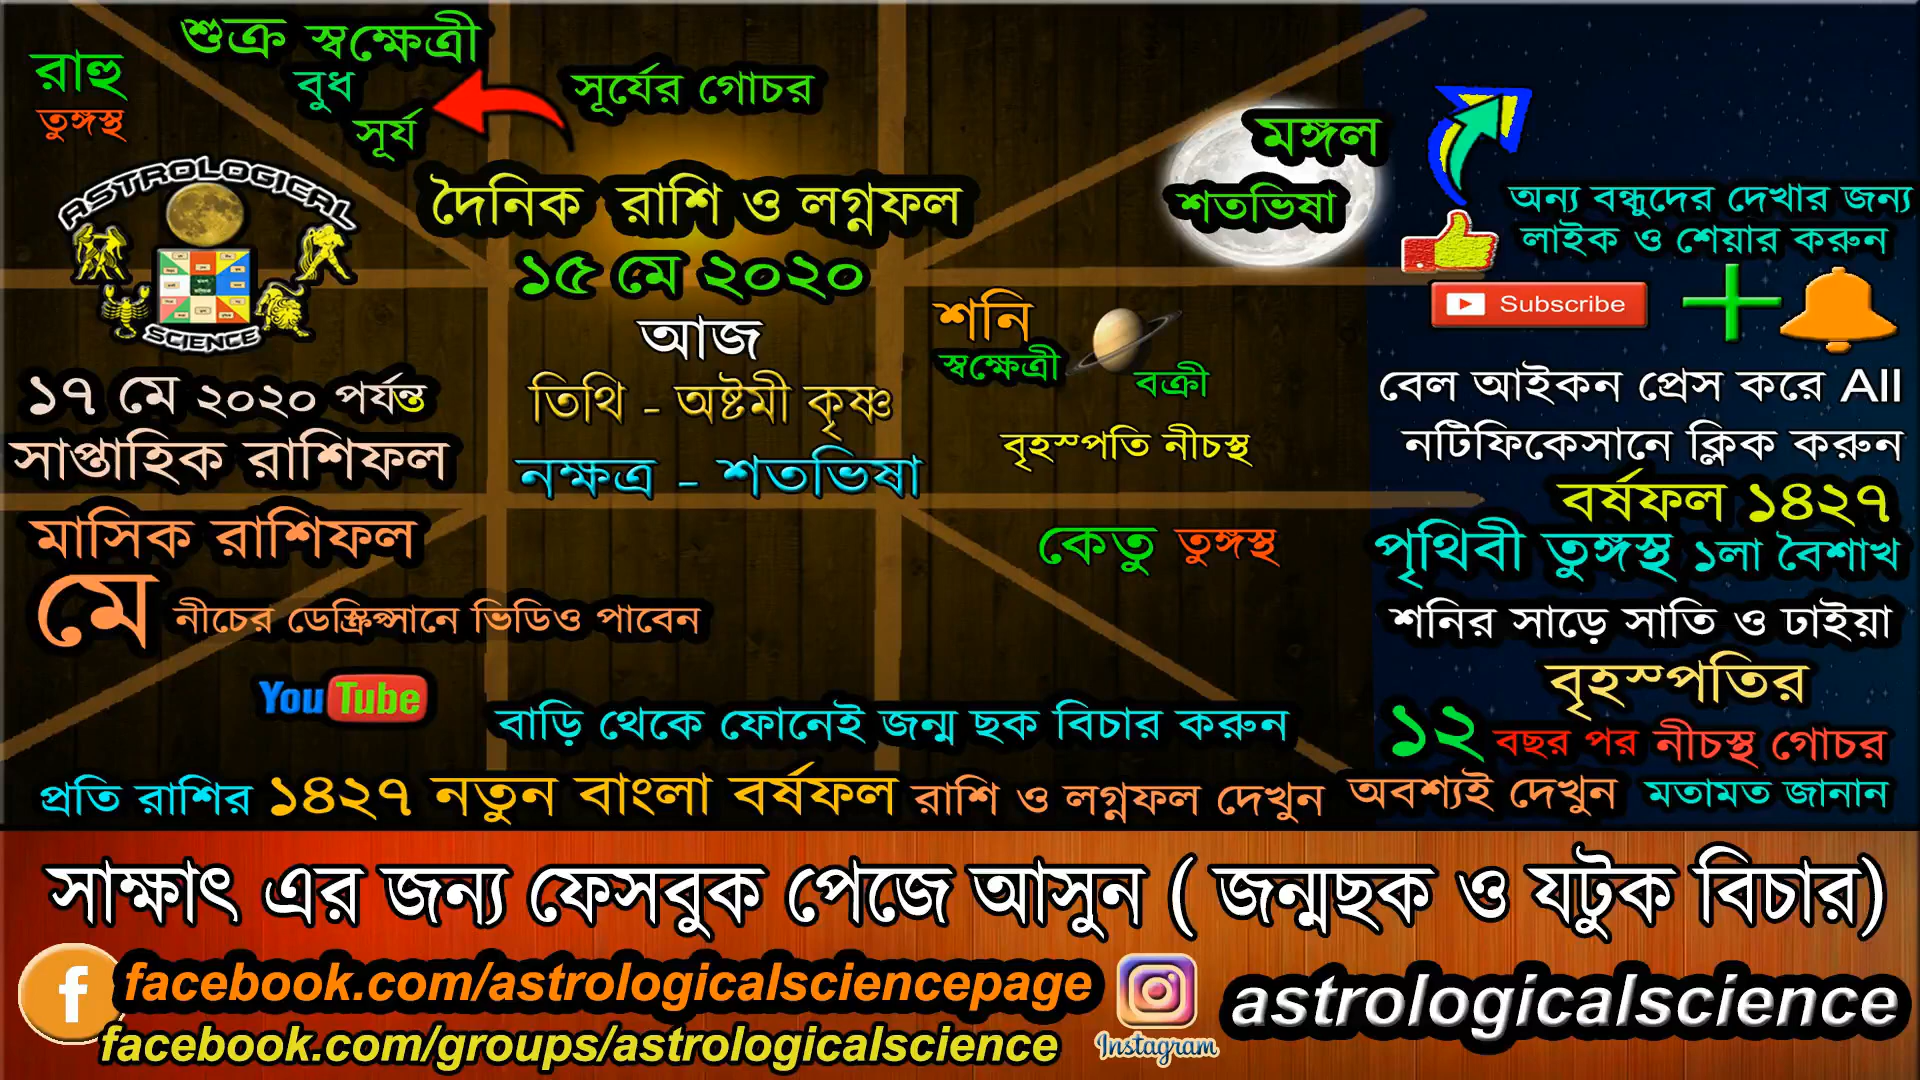 রাহু
তুঙ্গস্থ
শুক্র স্বক্ষেত্রী
বুধ
সূর্য
সূর্যের গোচর
ASTROLOGICAL
SCIENCE
দৈনিক রাশি ও লগ্নফল
১৫ মে ২০২০
আজ
তিথি - অষ্টমী কৃষ্ণ
নক্ষত্র - শতভিষা
মঙ্গল
শতভিষা
শনি
স্বক্ষেত্রী
বক্রী
বৃহস্পতি নীচস্থ
কেতু তুঙ্গস্থ
১৭ মে ২০২০ পর্যন্ত
সাপ্তাহিক রাশিফল
মাসিক রাশিফল
মে নীচের ডেস্ক্রিপ্সানে ভিডিও পাবেন
YouTube
বাড়ি থেকে ফোনেই জন্ম ছক বিচার করুন
অন্য বন্ধুদের দেখার জন্য
লাইক ও শেয়ার করুন
Subscribe
বেল আইকন প্রেস করে All
নটিফিকেসানে ক্লিক করুন
বর্ষফল ১৪২৭
পৃথিবী তুঙ্গস্থ ১লা বৈশাখ
শনির সাড়ে সাতি ও ঢাইয়া
বৃহস্পতির
১২ বছর পর নীচস্থ গোচর
প্রতি রাশির ১৪২৭ নতুন বাংলা বর্ষফল রাশি ও লগ্নফল দেখুন অবশ্যই দেখুন মতামত জানান
সাক্ষাৎ এর জন্য ফেসবুক পেজে আসুন ( জন্মছক ও যটুক বিচার)
facebook.com/astrologicalsciencepage
facebook.com/groups/astrologicalscience
Instagram
astrologicalscience